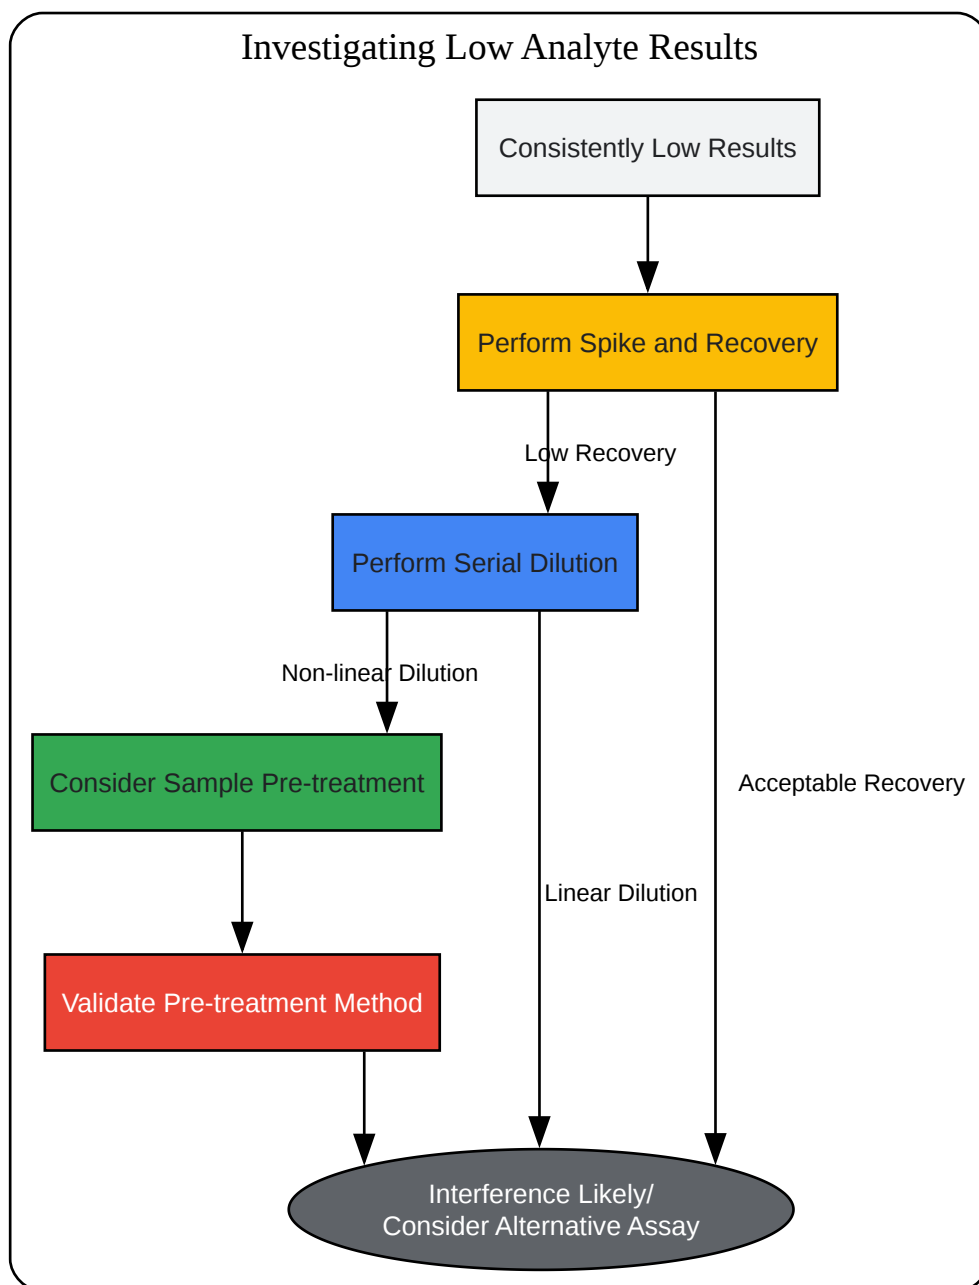 Investigating Low Analyte Results
Consistently Low Results
Perform Spike and Recovery
Low Recovery
Perform Serial Dilution
Non-linear Dilution
Consider Sample Pre-treatment
Acceptable Recovery
Linear Dilution
Validate Pre-treatment Method
Interference Likely/
Consider Alternative Assay